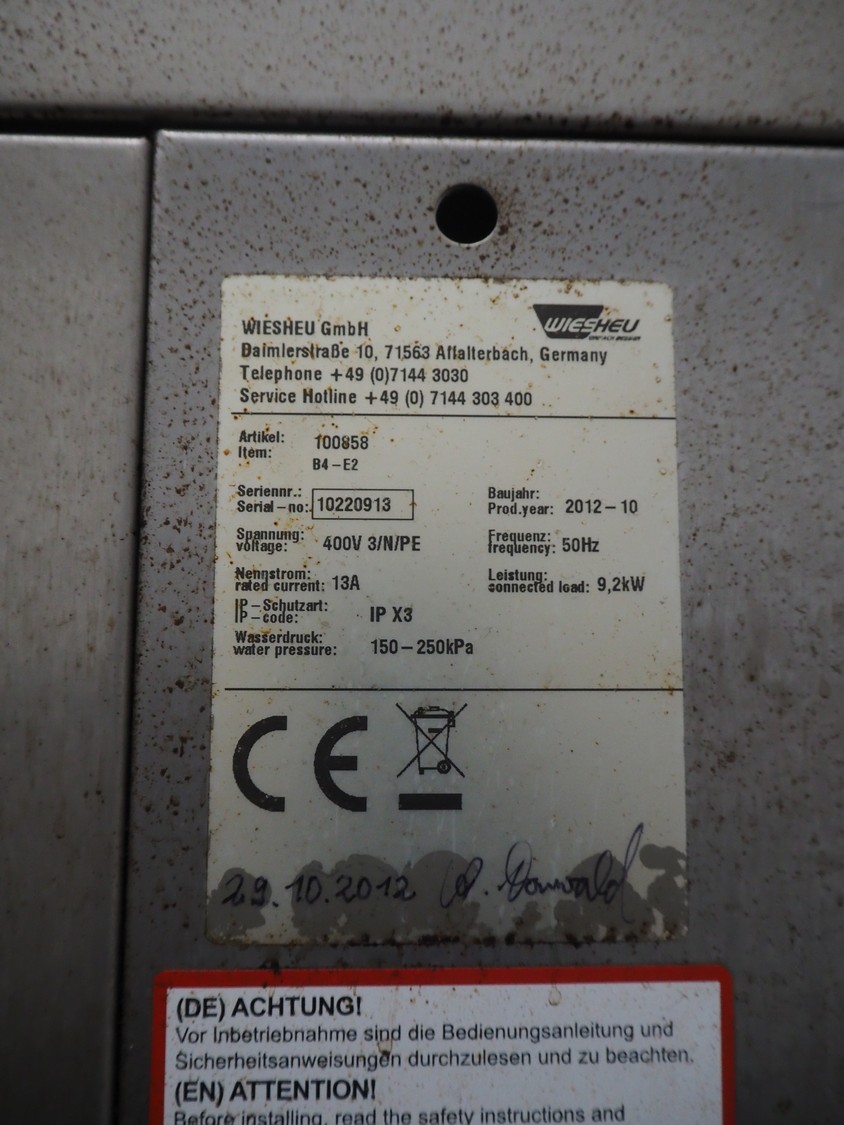 WIESHEU GmbH
WIESHEU
Daimlerstraße 10, 71563 Affalterbach, Germany
Telephone +49 (0)7144 3030
Service Hotline +49 (0) 7144 303 400
Artikel:
Item: 100858
B4-E2
Seriennr.:
Serial-no: 10220913
Baujahr:
Prod.year: 2012-10
Spannung:
voltage: 400V 3/N/PE
Frequenz:
frequency: 50Hz
Nennstrom:
rated current: 13A
Leistung:
connected load: 9,2kW
IP-Schutzart:
IP-code: IP X3
Wasserdruck:
water pressure: 150-250kPa
CE
29.10.2012
(DE) ACHTUNG!
Vor Inbetriebnahme sind die Bedienungsanleitung und
Sicherheitsanweisungen durchzulesen und zu beachten.
(EN) ATTENTION!
Before installing, read the safety instructions and